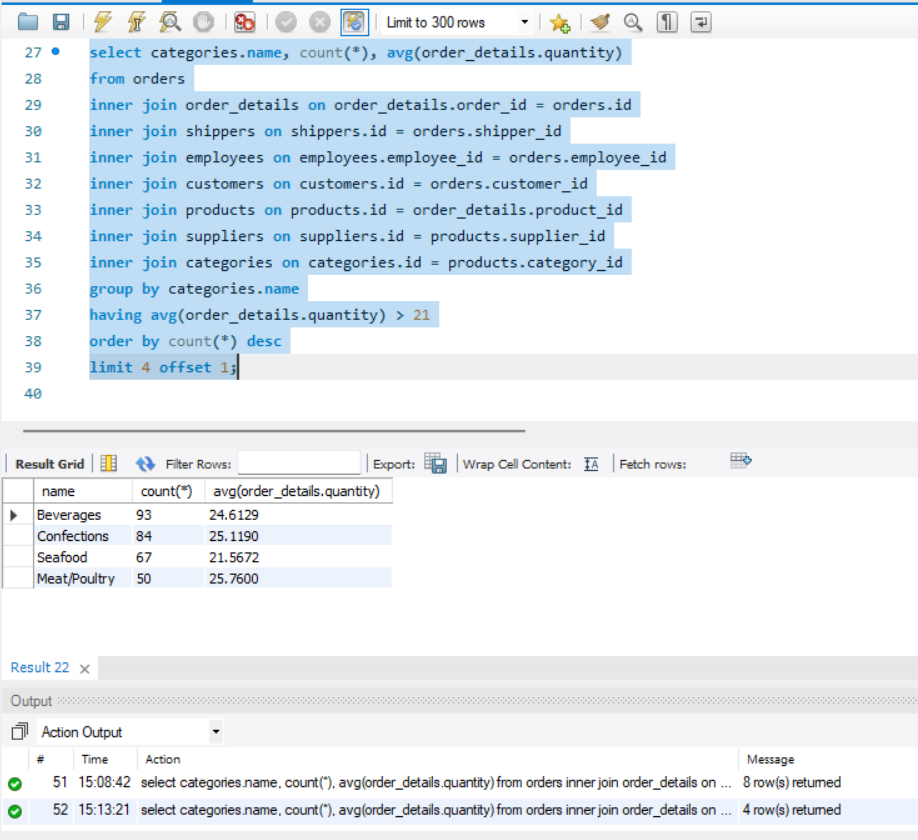 Limit to 300 rows
27 select categories.name, count(*), avg(order_details.quantity)
28 from orders
29 inner join order_details on order_details.order_id = orders.id
30 inner join shippers on shippers.id = orders.shipper_id
31 inner join employees on employees.employee_id = orders.employee_id
32 inner join customers on customers.id = orders.customer_id
33 inner join products on products.id = order_details.product_id
34 inner join suppliers on suppliers.id = products.supplier_id
35 inner join categories on categories.id = products.category_id
36 group by categories.name
37 having avg(order_details.quantity) > 21
38 order by count(*) desc
39 limit 4 offset 1;
40
Result Grid Filter Rows: Export: Wrap Cell Content: Fetch rows:
name count(*) avg(order_details.quantity)
Beverages 93 24.6129
Confections 84 25.1190
Seafood 67 21.5672
Meat/Poultry 50 25.7600
Result 22
Output
Action Output
# Time Action Message
51 15:08:42 select categories.name, count(*), avg(order_details.quantity) from orders inner join order_details on ... 8 row(s) returned
52 15:13:21 select categories.name, count(*), avg(order_details.quantity) from orders inner join order_details on ... 4 row(s) returned